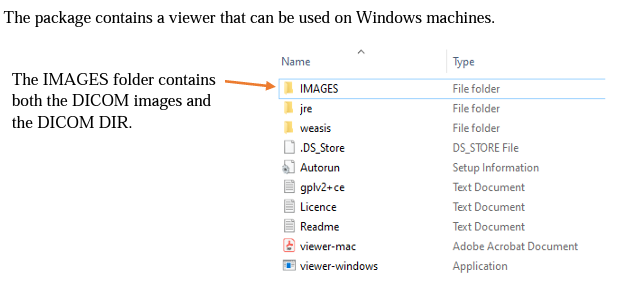 The package contains a viewer that can be used on Windows machines.
Name Type
The IMAGES folder contains
both the DICOM images and
the DICOM DIR.
IMAGES File folder
jre File folder
weasis File folder
.DS_Store DS_STORE File
Autorun Setup Information
gplv2+ce Text Document
Licence Text Document
Readme Text Document
viewer-mac Adobe Acrobat Document
viewer-windows Application